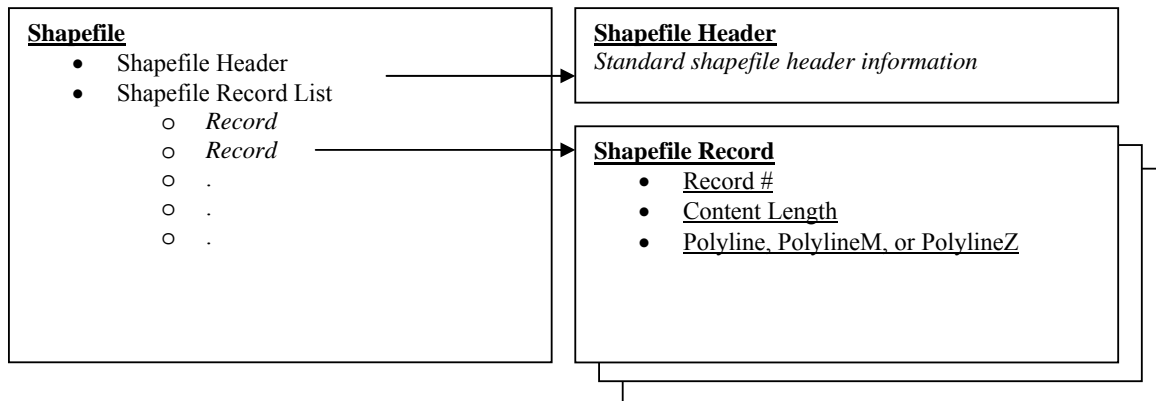 Shapefile
• Shapefile Header
• Shapefile Record List
o Record
o Record
o .
o .
o .
Shapefile Header
Standard shapefile header information
Shapefile Record
• Record #
• Content Length
• Polyline, PolylineM, or PolylineZ